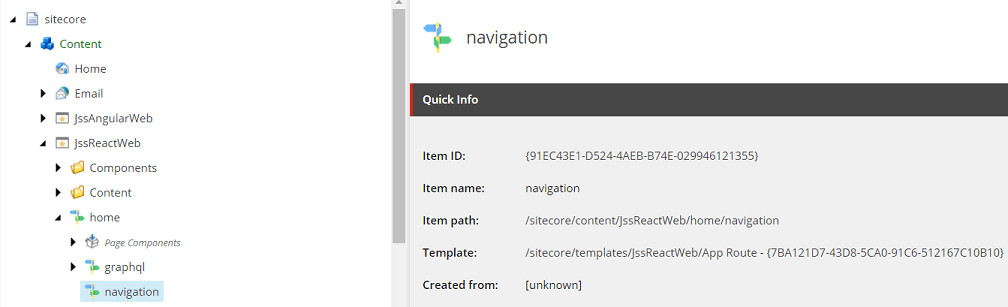 sitecore
Content
Home
Email
JssAngularWeb
JssReactWeb
Components
Content
home
Page Components
graphql
navigation
navigation
Quick Info
Item ID: {91EC43E1-D524-4AEB-B74E-029946121355}
Item name: navigation
Item path: /sitecore/content/JssReactWeb/home/navigation
Template: /sitecore/templates/JssReactWeb/App Route - {7BA121D7-43D8-5CA0-91C6-512167C10B10}
Created from: [unknown]